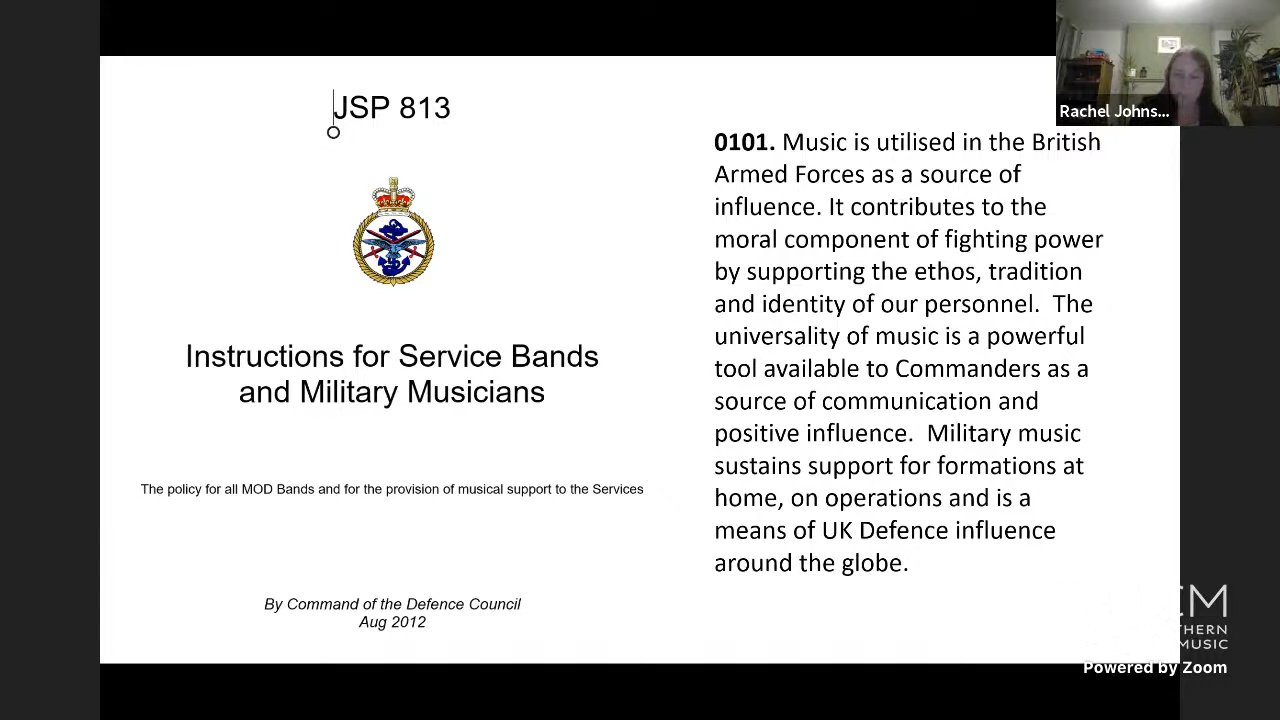 JSP 813
Instructions for Service Bands
and Military Musicians
The policy for all MOD Bands and for the provision of musical support to the Services
By Command of the Defence Council
Aug 2012
0101. Music is utilised in the British
Armed Forces as a source of
influence. It contributes to the
moral component of fighting power
by supporting the ethos, tradition
and identity of our personnel. The
universality of music is a powerful
tool available to Commanders as a
source of communication and
positive influence. Military music
sustains support for formations at
home, on operations and is a
means of UK Defence influence
around the globe.
Rachel Johns...
CM
THERN
MUSIC
Powered by Zoom